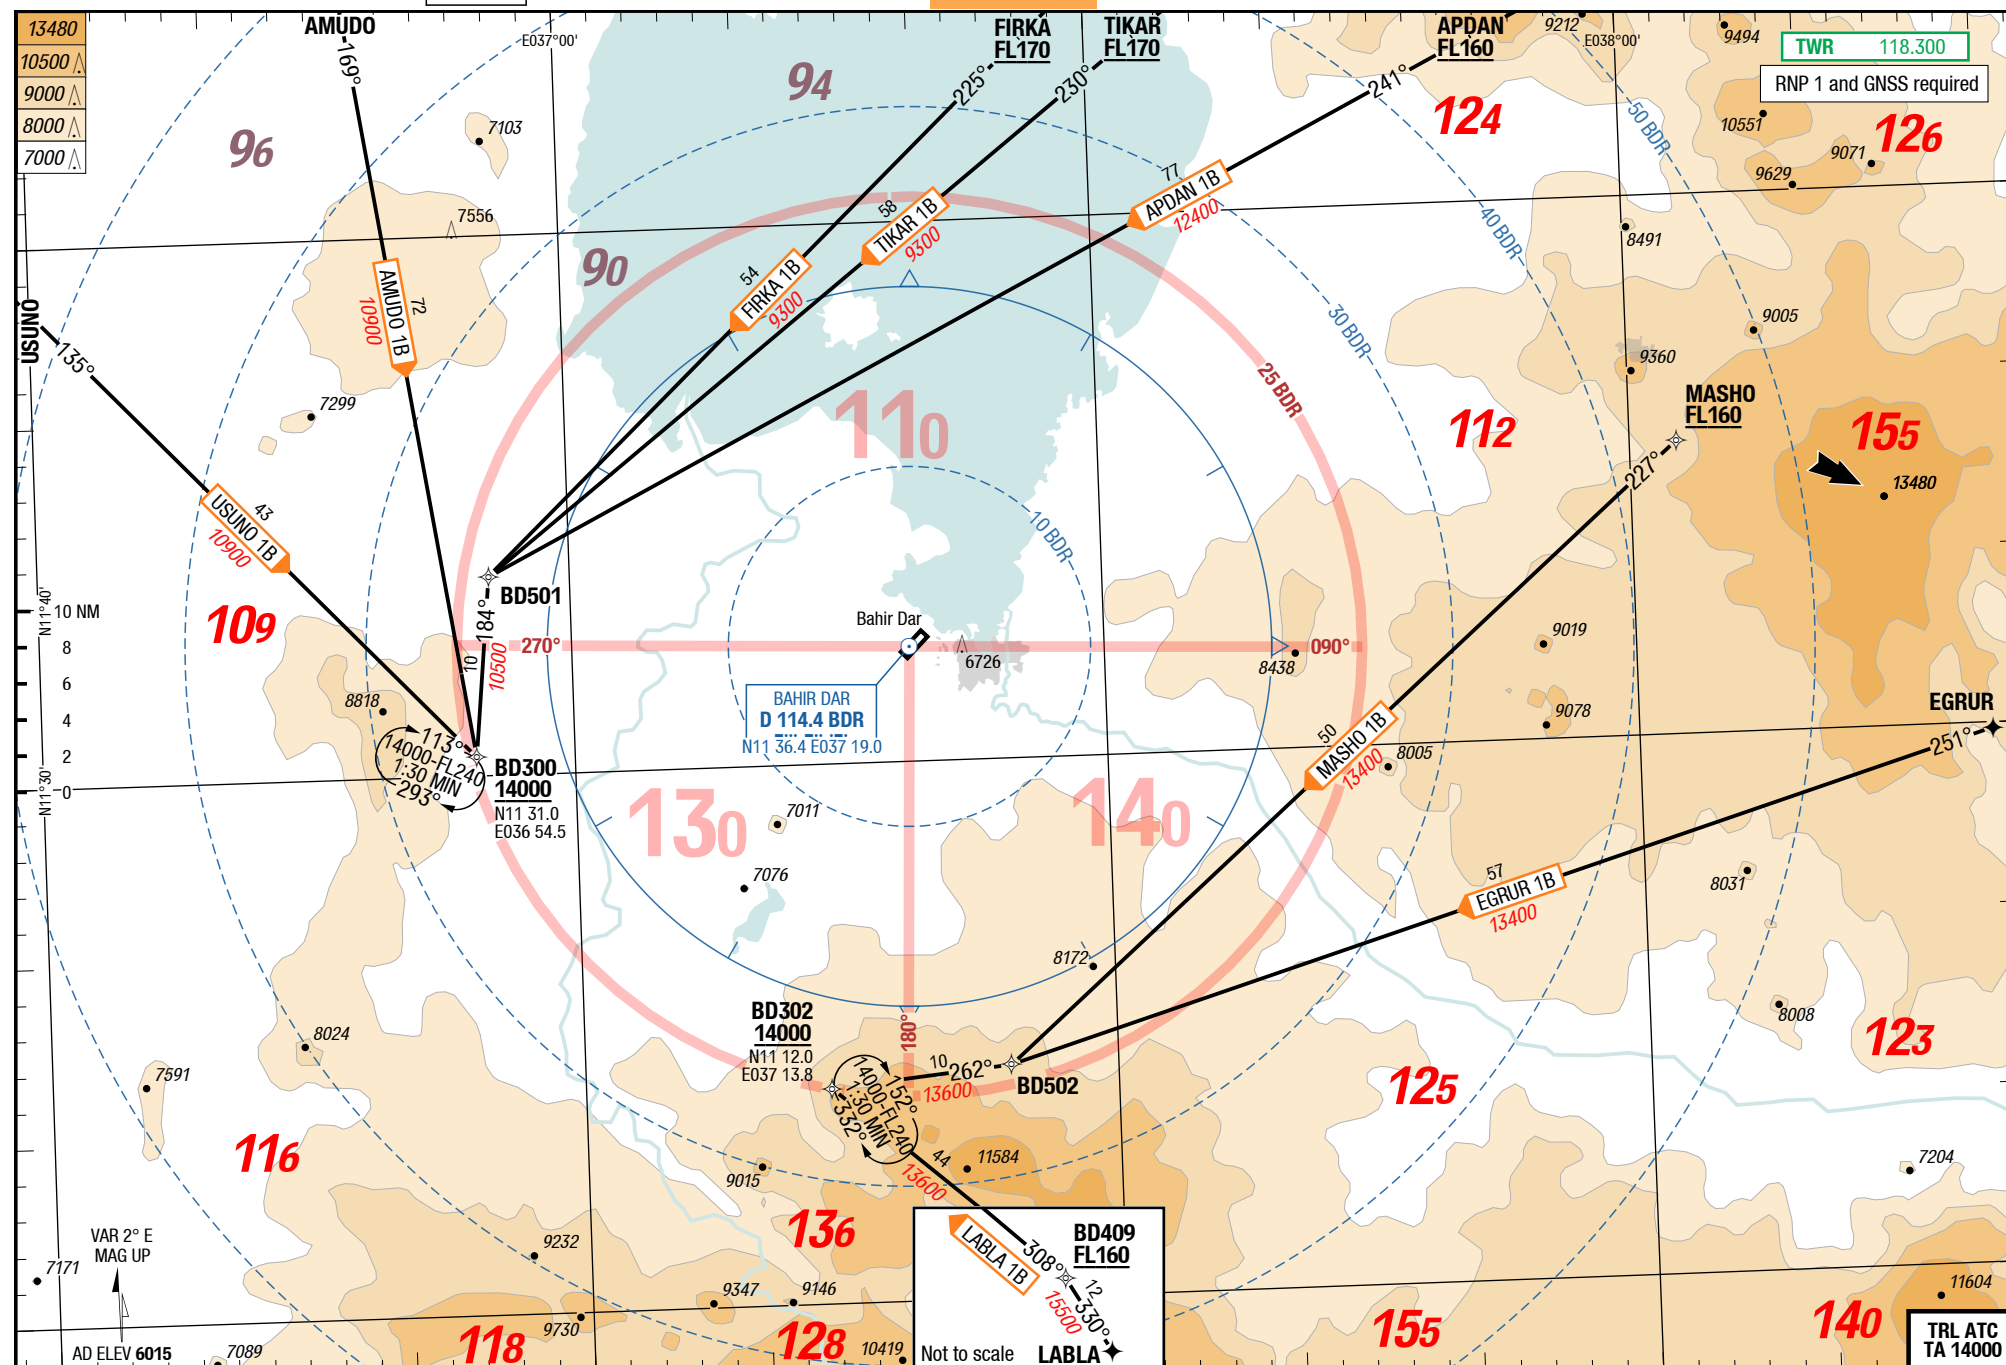 13480
10500
9000
8000
7000
AMUDO
169°
E037°00'
FIRKA
FL170
TIKAR
FL170
APDAN
FL160
9212
E038°00'
9494
TWR 118.300
RNP 1 and GNSS required
96
94
124
126
7103
225°
230°
241°
50 BDR
10551
9071
9629
7556
90
77
APDAN 1B
12400
58
TIKAR 1B
9300
54
FIRKA 1B
9300
40 BDR
8491
USUNO
135°
72
AMUDO 1B
10900
30 BDR
9005
9360
25 BDR
MASHO
FL160
7299
110
112
155
227°
13480
43
USUNO 1B
10900
10 BDR
BD501
184°
10
10500
N11°40'
10 NM
8
6
4
2
0
N11°30'
109
270°
Bahir Dar
6726
090°
8438
9019
9078
EGRUR
251°
8818
BAHIR DAR
D 114.4 BDR
N11 36.4 E037 19.0
113°
14000-FL240
1:30 MIN
293°
BD300
14000
N11 31.0
E036 54.5
50
MASHO 1B
13400
8005
130
7011
140
7076
57
EGRUR 1B
13400
8031
8172
8008
BD302
14000
N11 12.0
E037 13.8
180°
10
262°
13600
BD502
8024
7591
123
125
152°
14000-FL240
1:30 MIN
332°
116
9015
44
13600
11584
7204
136
LABLA 1B
308°
BD409
FL160
12
15500
330°
Not to scale
LABLA
VAR 2° E
MAG UP
7171
9232
9347
9146
9730
11604
118
128
10419
155
140
AD ELEV 6015
7089
TRL ATC
TA 14000